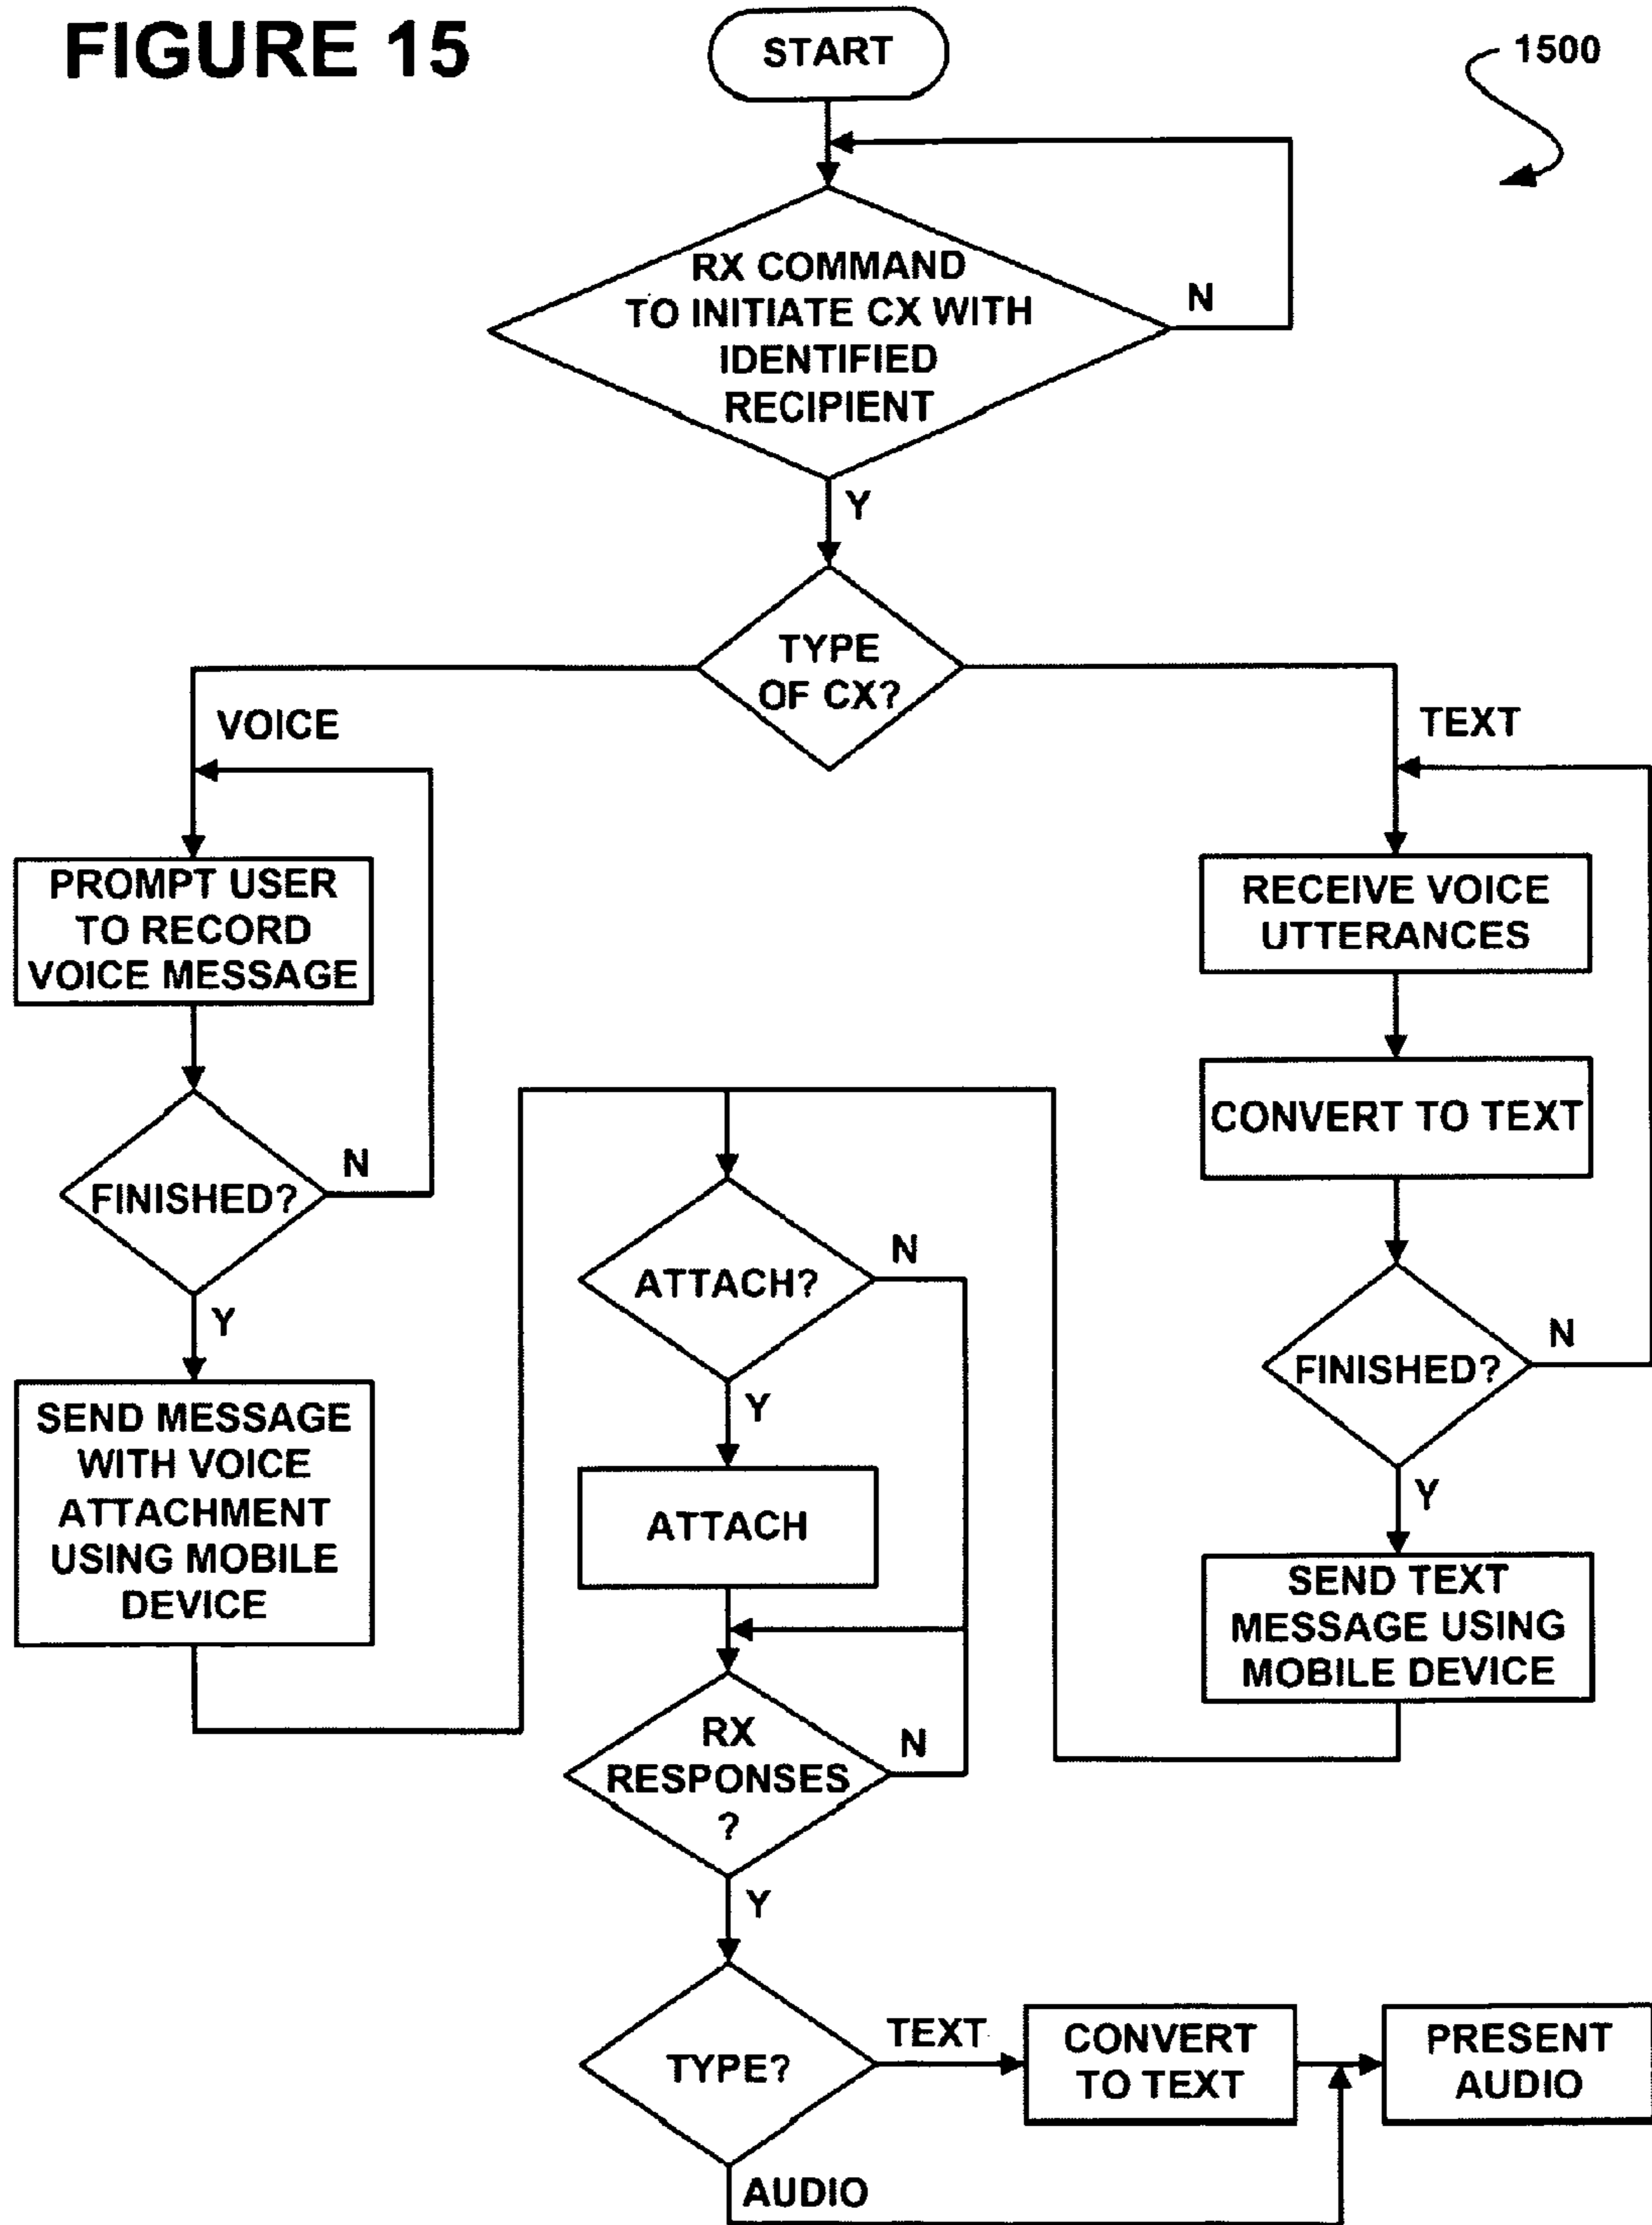 FIGURE 15
START
1500
RX COMMAND
TO INITIATE CX WITH
IDENTIFIED
RECIPIENT
N
Y
TYPE
OF CX?
VOICE
TEXT
PROMPT USER
TO RECORD
VOICE MESSAGE
RECEIVE VOICE
UTTERANCES
CONVERT TO TEXT
FINISHED?
N
Y
ATTACH?
N
Y
FINISHED?
N
Y
SEND MESSAGE
WITH VOICE
ATTACHMENT
USING MOBILE
DEVICE
ATTACH
SEND TEXT
MESSAGE USING
MOBILE DEVICE
RX
RESPONSES
?
N
Y
TYPE?
TEXT
CONVERT
TO TEXT
PRESENT
AUDIO
AUDIO